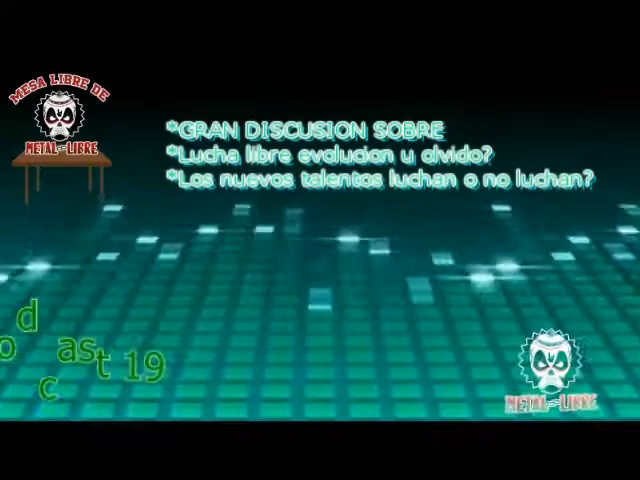 MESA LIBRE DE
METAL LIBRE
*GRAN DISCUSION SOBRE
*Lucha libre evolucion u olvido?
*Los nuevos talentos luchan o no luchan?
d
o
as
t 19
c
METAL LIBRE